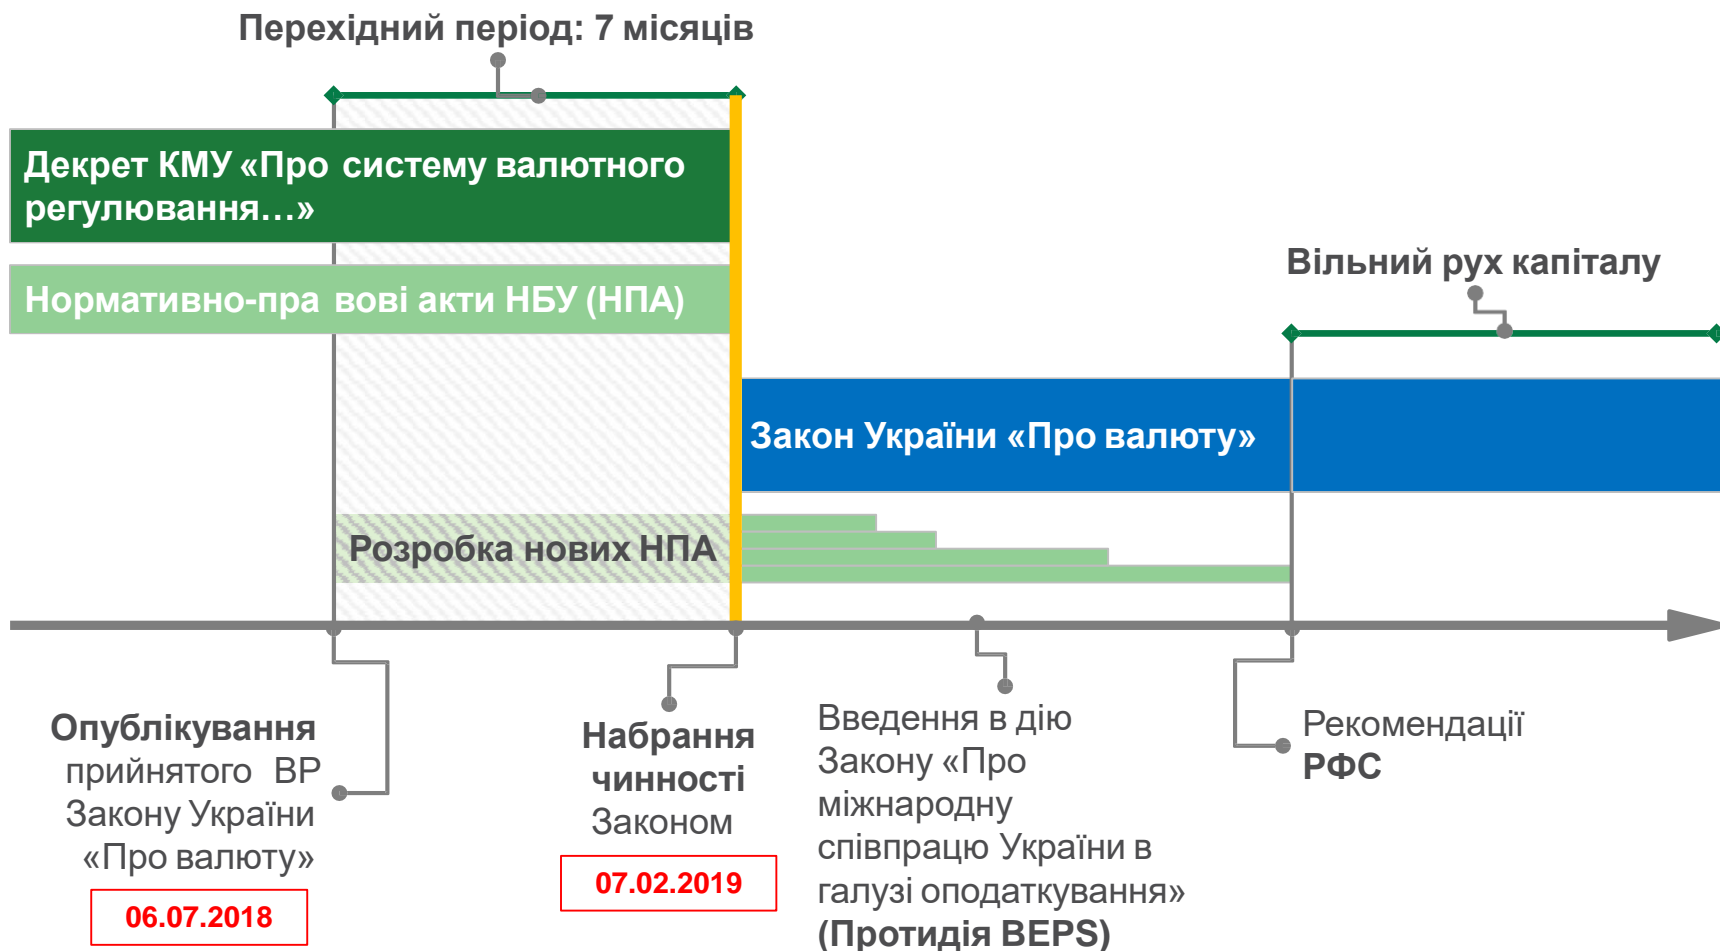 Перехідний період: 7 місяців
Декрет КМУ «Про систему валютного
регулювання…»
Нормативно-пра вові акти НБУ (НПА)
Вільний рух капіталу
Закон України «Про валюту»
Розробка нових НПА
Опублікування
прийнятого ВР
Закону України
«Про валюту»
06.07.2018
Набрання
чинності
Законом
07.02.2019
Введення в дію
Закону «Про
міжнародну
співпрацю України в
галузі оподаткування»
(Протидія BEPS)
Рекомендації
РФС